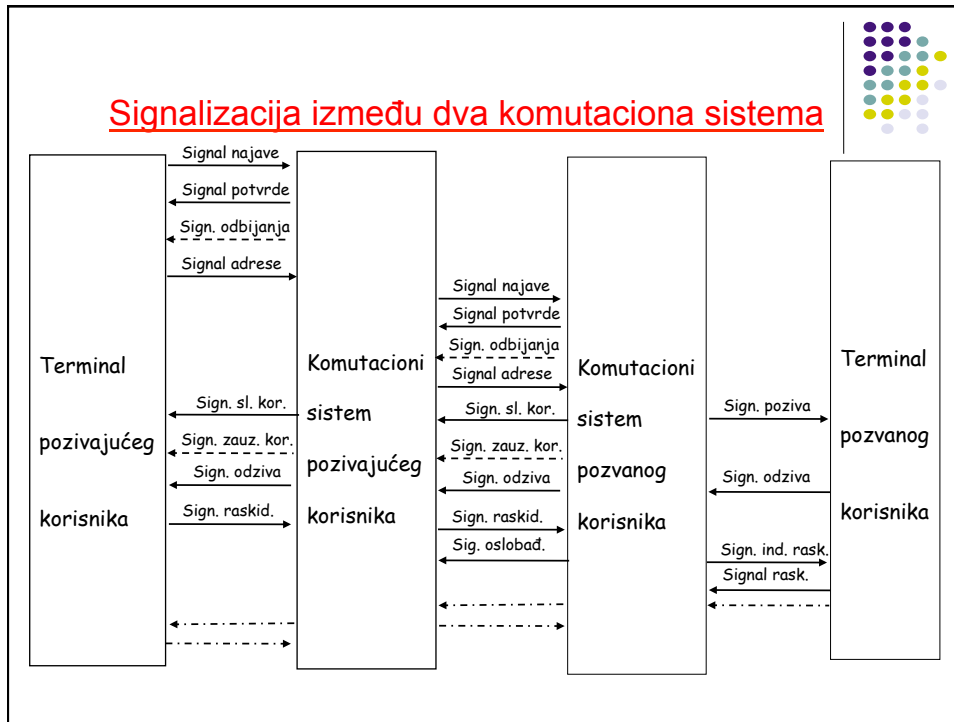 Signalizacija između dva komutaciona sistema
Signal najave
Signal potvrde
Sign. odbijanja
Signal adrese
Signal najave
Signal potvrde
Sign. odbijanja
Signal adrese
Terminal
pozivajućeg
korisnika
Komutacioni
sistem
pozivajućeg
korisnika
Komutacioni
sistem
pozvanog
korisnika
Terminal
pozvanog
korisnika
Sign. sl. kor.
Sign. zauz. kor.
Sign. odziva
Sign. raskid.
Sign. sl. kor.
Sign. zauz. kor.
Sign. odziva
Sign. raskid.
Sig. oslobađ.
Sign. poziva
Sign. odziva
Sign. ind. rask.
Signal rask.